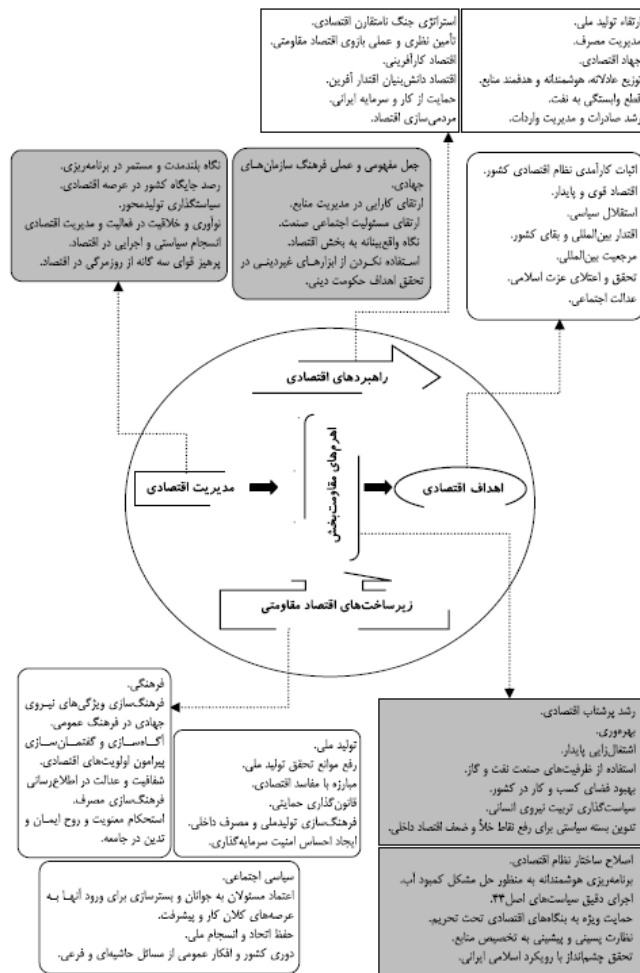 ارتقاء تولید ملی.
مدیریت مصرف.
جهاد اقتصادی.
توزیع عادلانه، هوشمندانه و هدفمند منابع.
قطع وابستگی به نفت.
رشد صادرات و مدیریت واردات.
استراتژی جنگ نامتقارن اقتصادی.
تأمین نظری و عملی بازوی اقتصاد مقاومتی.
اقتصاد کارآفرینی.
اقتصاد دانش‌بنیان اقتدار آفرین.
حمایت از کار و سرمایه ایرانی.
مردمی‌سازی اقتصاد.
اثبات کارآمدی نظام اقتصادی کشور.
اقتصاد قوی و پایدار.
استقلال سیاسی.
اقتدار بین‌المللی و بقای کشور.
مرجعیت بین‌المللی.
تحقق و اعتلای عزت اسلامی.
عدالت اجتماعی.
جعل مفهومی و عملی فرهنگ سازمان‌های
جهادی.
ارتقای کارایی در مدیریت منابع.
ارتقای مسئولیت اجتماعی صنعت.
نگاه واقع‌بینانه به بخش اقتصاد.
استفاده نکردن از ابزارهای غیردینی در
تحقق اهداف حکومت دینی.
نگاه بلندمدت و مستمر در برنامه‌ریزی.
رصد جایگاه کشور در عرصه اقتصادی.
سیاستگذاری تولیدمحور.
نوآوری و خلاقیت در فعالیت و مدیریت اقتصادی
انسجام سیاستی و اجرایی در اقتصاد.
پرهیز قوای سه گانه از روزمرگی در اقتصاد.
راهبردهای اقتصادی
اهداف اقتصادی
اهرم‌های مقاومت‌بخش
مدیریت اقتصادی
زیرساخت‌های اقتصاد مقاومتی
رشد پرشتاب اقتصادی.
بهره‌وری.
اشتغال‌زایی پایدار.
استفاده از ظرفیت‌های صنعت نفت و گاز.
بهبود فضای کسب و کار در کشور.
سیاست‌گذاری تربیت نیروی انسانی.
تدوین بسته سیاستی برای رفع نقاط خلأ و ضعف اقتصاد داخلی.
اصلاح ساختار نظام اقتصادی.
برنامه‌ریزی هوشمندانه به منظور حل مشکل کمبود آب.
اجرای دقیق سیاست‌های اصل۴۴.
حمایت ویژه به بنگاه‌های اقتصادی تحت تحریم.
نظارت پسینی و پیشینی به تخصیص منابع.
تحقق چشم‌انداز با رویکرد اسلامی ایرانی.
تولید ملی.
رفع موانع تحقق تولید ملی.
مبارزه با مفاسد اقتصادی.
قانون‌گذاری حمایتی.
فرهنگ‌سازی تولیدملی و مصرف داخلی.
ایجاد احساس امنیت سرمایه‌گذاری.
فرهنگی.
فرهنگ‌سازی ویژگی‌های نیروی
جهادی در فرهنگ عمومی.
آگاه‌سازی و گفتمان‌سازی
پیرامون اولویت‌های اقتصادی.
شفافیت و عدالت در اطلاع‌رسانی
فرهنگ‌سازی مصرف.
استحکام معنویت و روح ایمان و
تدین در جامعه.
سیاسی اجتماعی.
اعتماد مسئولان به جوانان و بسترسازی برای ورود آنها به
عرصه‌های کلان کار و پیشرفت.
حفظ اتحاد و انسجام ملی.
دوری کشور و افکار عمومی از مسائل حاشیه‌ای و فرعی.